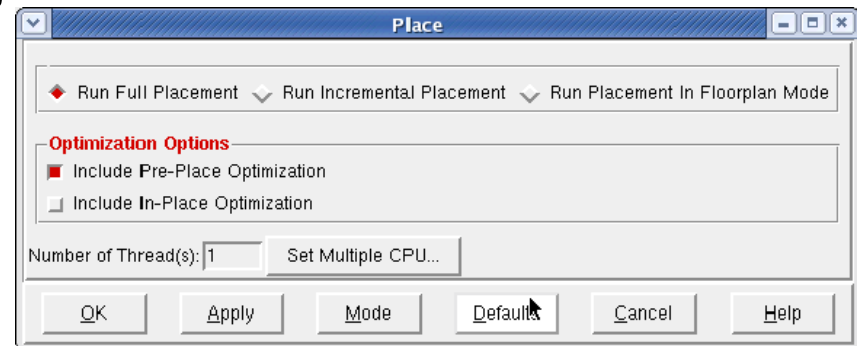 Place
Run Full Placement Run Incremental Placement Run Placement In Floorplan Mode
Optimization Options
Include Pre-Place Optimization
Include In-Place Optimization
Number of Thread(s): 1 Set Multiple CPU...
OK Apply Mode Defaults Cancel Help